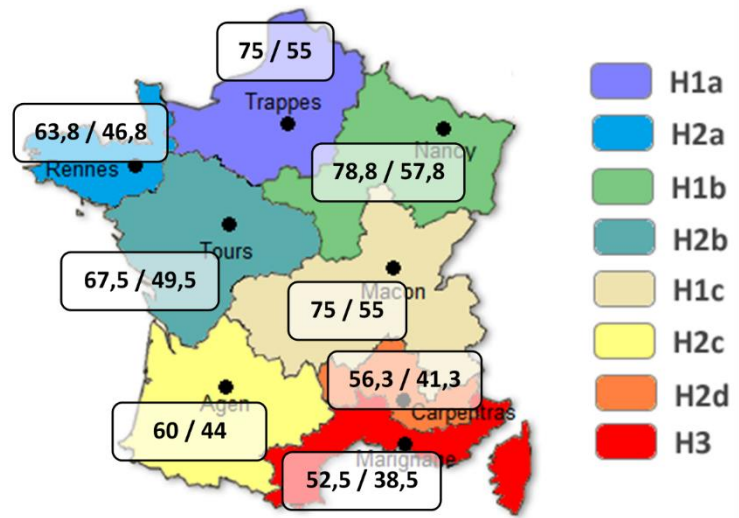 75 / 55
Trappes
63,8 / 46,8
Rennes
Nancy
78,8 / 57,8
Tours
67,5 / 49,5
Macon
75 / 55
56,3 / 41,3
Agen
Carpentras
60 / 44
Marignane
52,5 / 38,5
H1a
H2a
H1b
H2b
H1c
H2c
H2d
H3